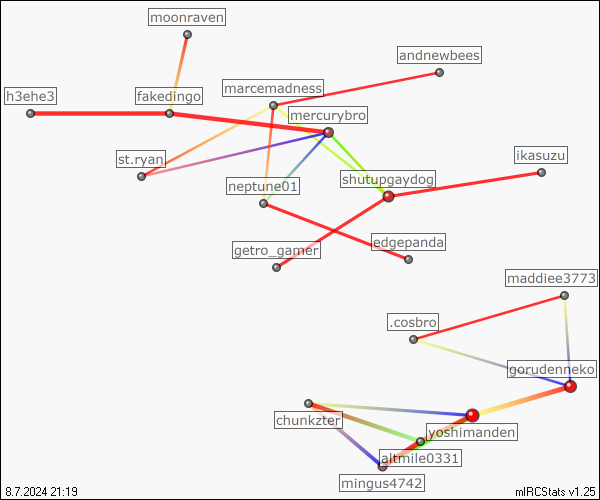 moonraven
andnewbees
marcemadness
h3ehe3
fakedingo
mercurybro
st.ryan
ikasuzu
neptune01
shutupgaydog
edgepanda
getro_gamer
maddiee3773
.cosbro
gorudenneko
chunkzter
yoshimanden
altmile0331
mingus4742
8.7.2024 21:19
mIRCStats v1.25